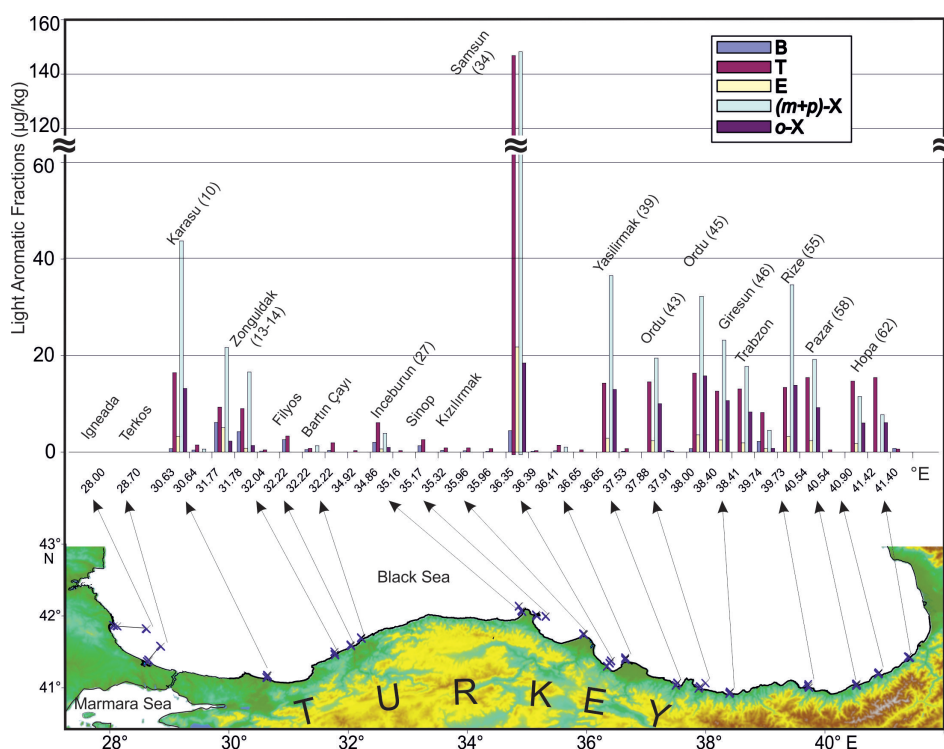 160
140
120
60
40
20
0
Light Aromatic Fractions (µg/kg)
B
T
E
(m+p)-X
o-X
Igneada
Terkos
Karasu (10)
Zonguldak
(13-14)
Filyos
Bartın Çayı
Inceburun (27)
Sinop
Kızılırmak
Samsun
(34)
Yasilirmak (39)
Ordu (43)
Ordu (45)
Giresun (46)
Trabzon
Rize (55)
Pazar (58)
Hopa (62)
28.00 28.70 30.63 30.64 31.77 31.78 32.04 32.22 32.22 32.22 34.92 34.86 35.16 35.17 35.32 35.96 35.96 36.35 36.39 36.41 36.65 36.65 37.53 37.88 37.91 38.00 38.40 38.41 39.74 39.73 40.54 40.54 40.90 41.42 41.40 °E
43°
N
42°
41°
Black Sea
Marmara Sea
TURKEY
28° 30° 32° 34° 36° 38° 40° E